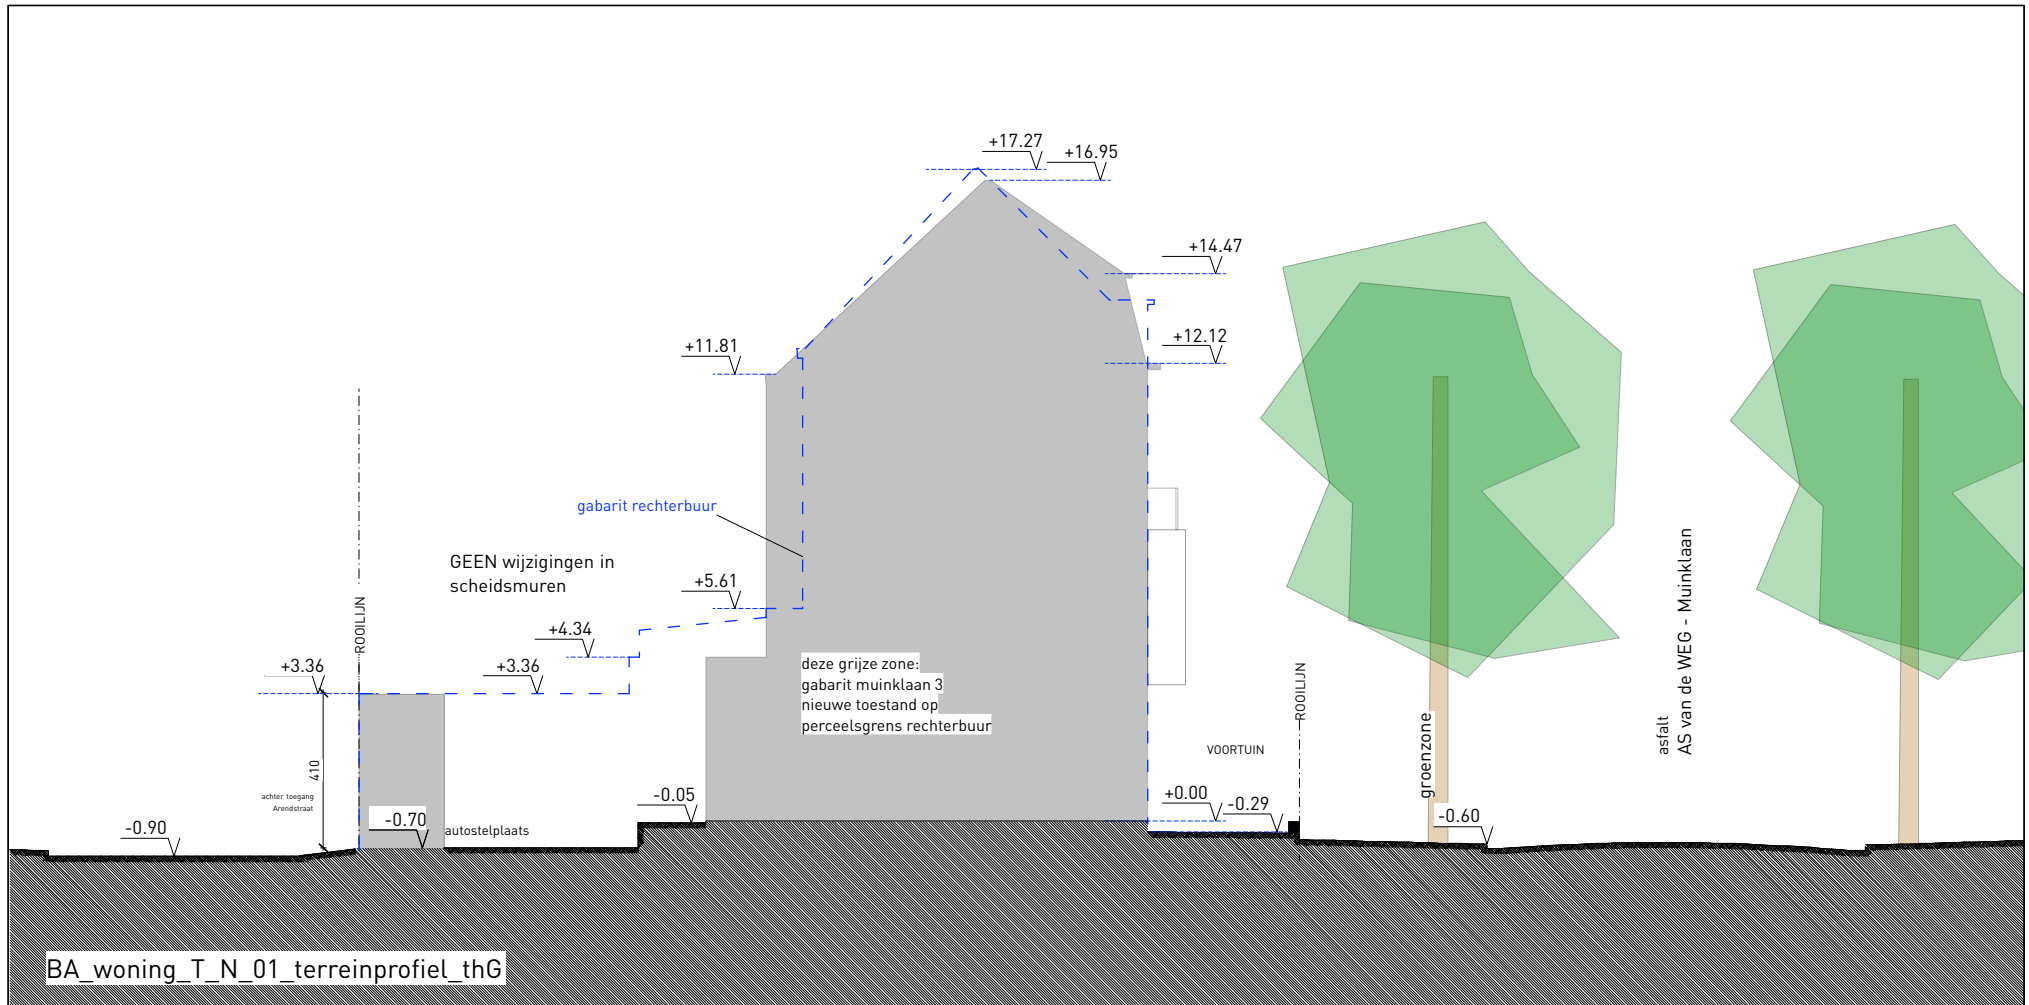 +17.27
+16.95
+14.47
+12.12
+11.81
gabarit rechterbuur
GEEN wijzigingen in
scheidsmuren
+5.61
+4.34
+3.36
+3.36
ROOILIJN
deze grijze zone:
gabarit muinklaan 3
nieuwe toestand op
perceelsgrens rechterbuur
ROOILIJN
VOORTUIN
groenzone
asfalt
AS van de WEG - Muinklaan
410
achter toegang
Arendstraat
-0.90
-0.70
autostelplaats
-0.05
+0.00
-0.29
-0.60
BA_woning_T_N_01_terreinprofiel_thG